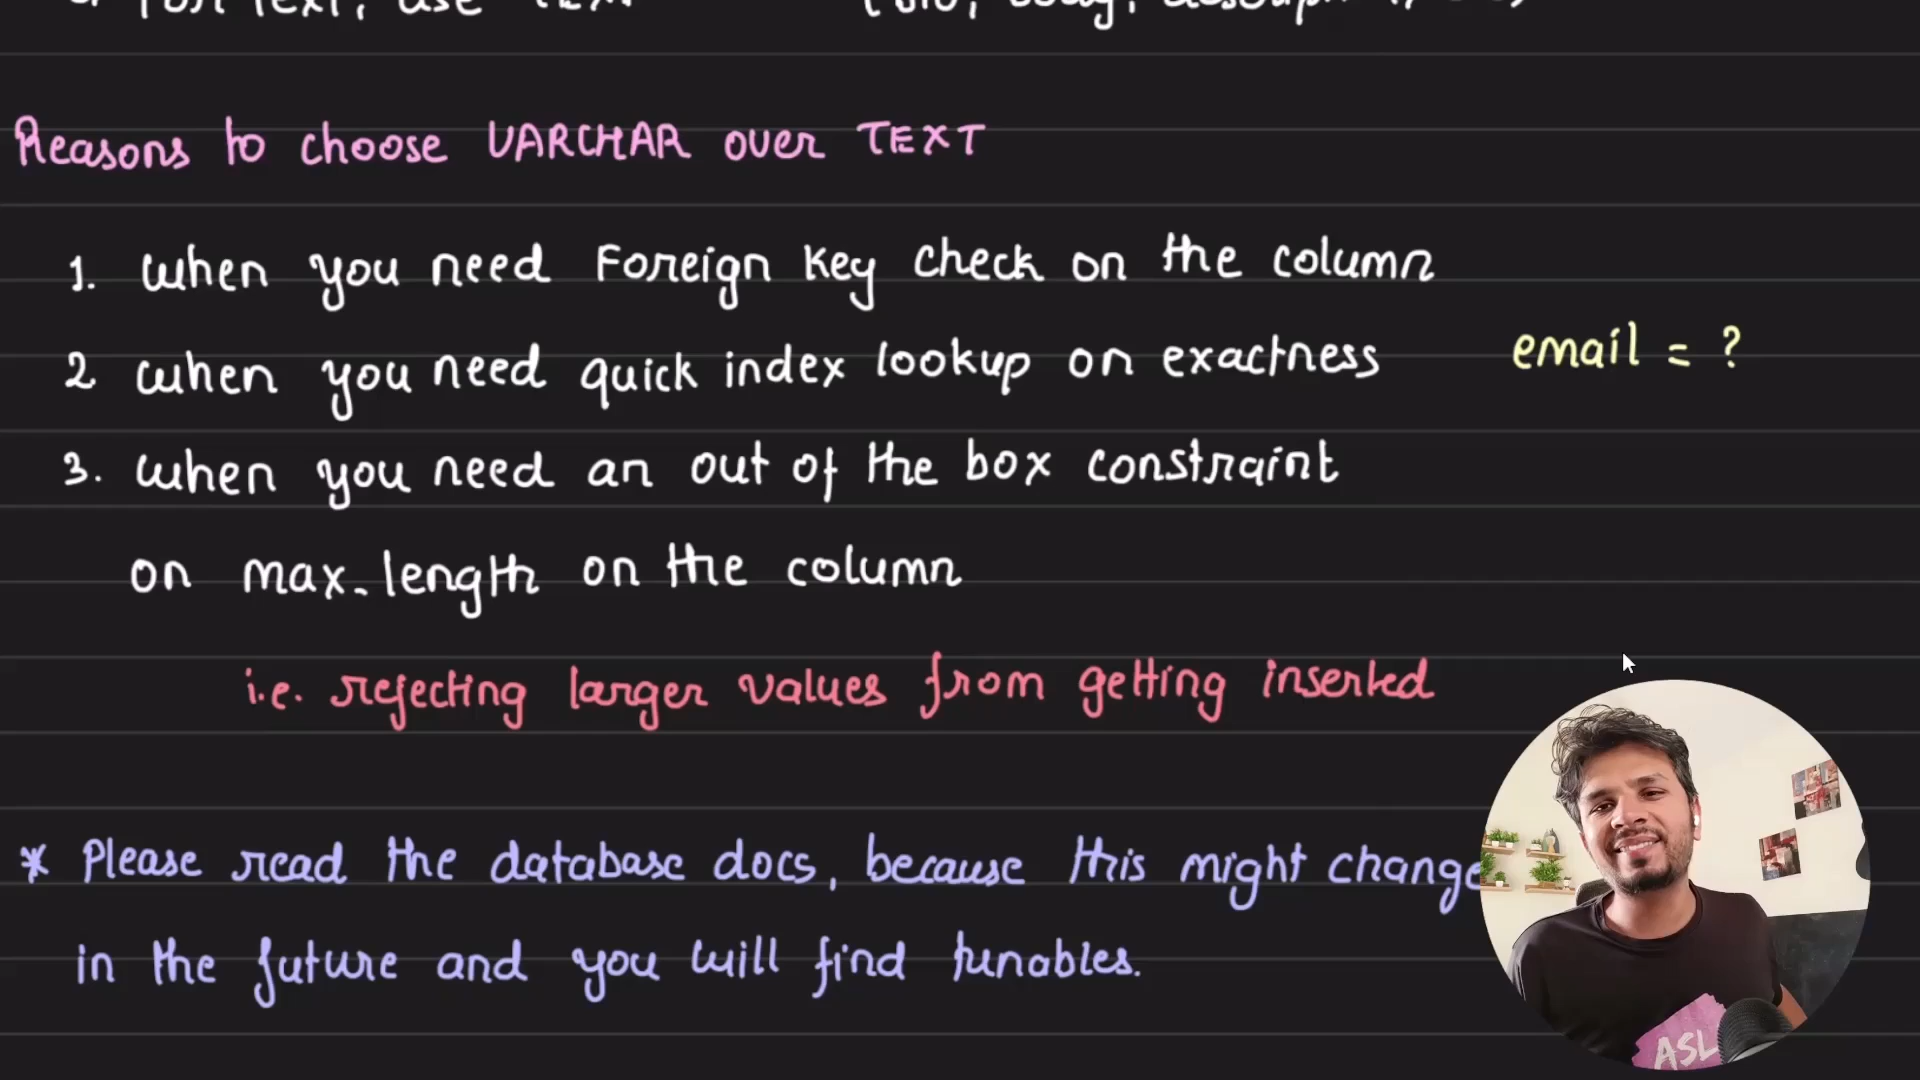 Reasons to choose VARCHAR over TEXT
1. when you need Foreign key check on the column
2 when you need quick index lookup on exactness email = ?
3. when you need an out of the box constraint
on max. length on the column
i.e. rejecting larger values from getting inserted
* Please read the database docs, because this might change
in the future and you will find tunables.
ASL